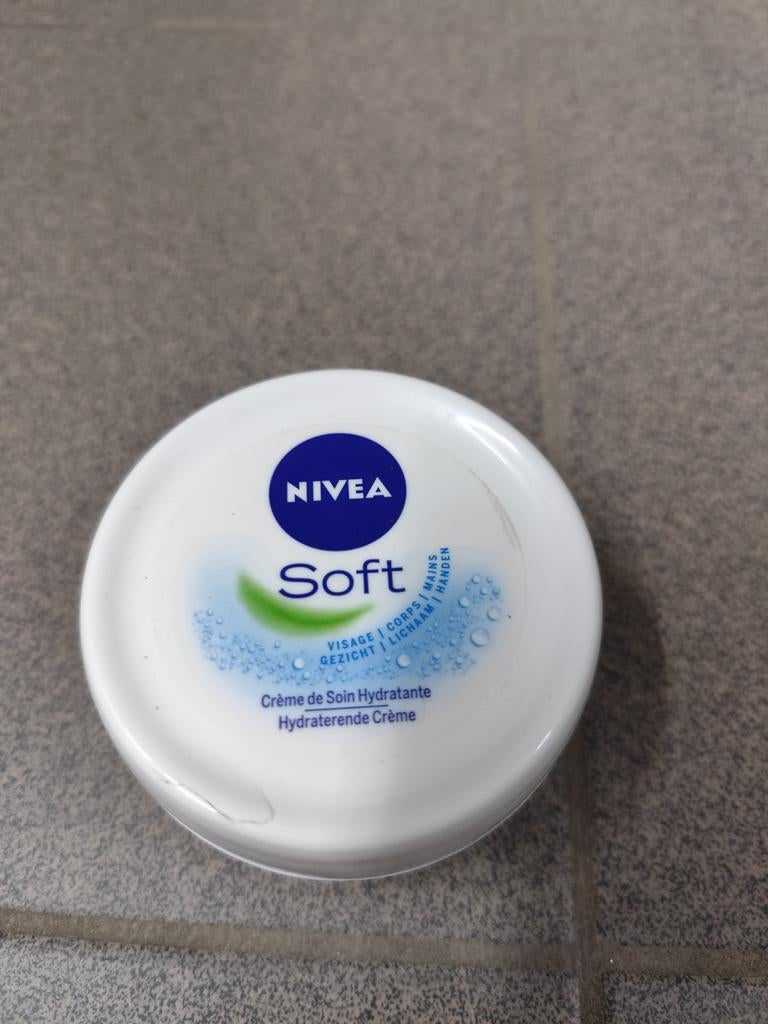 NIVEA
Soft
VISAGE | CORPS | MAINS
GEZICHT | LICHAAM | HANDEN
Crème de Soin Hydratante
Hydraterende Crème